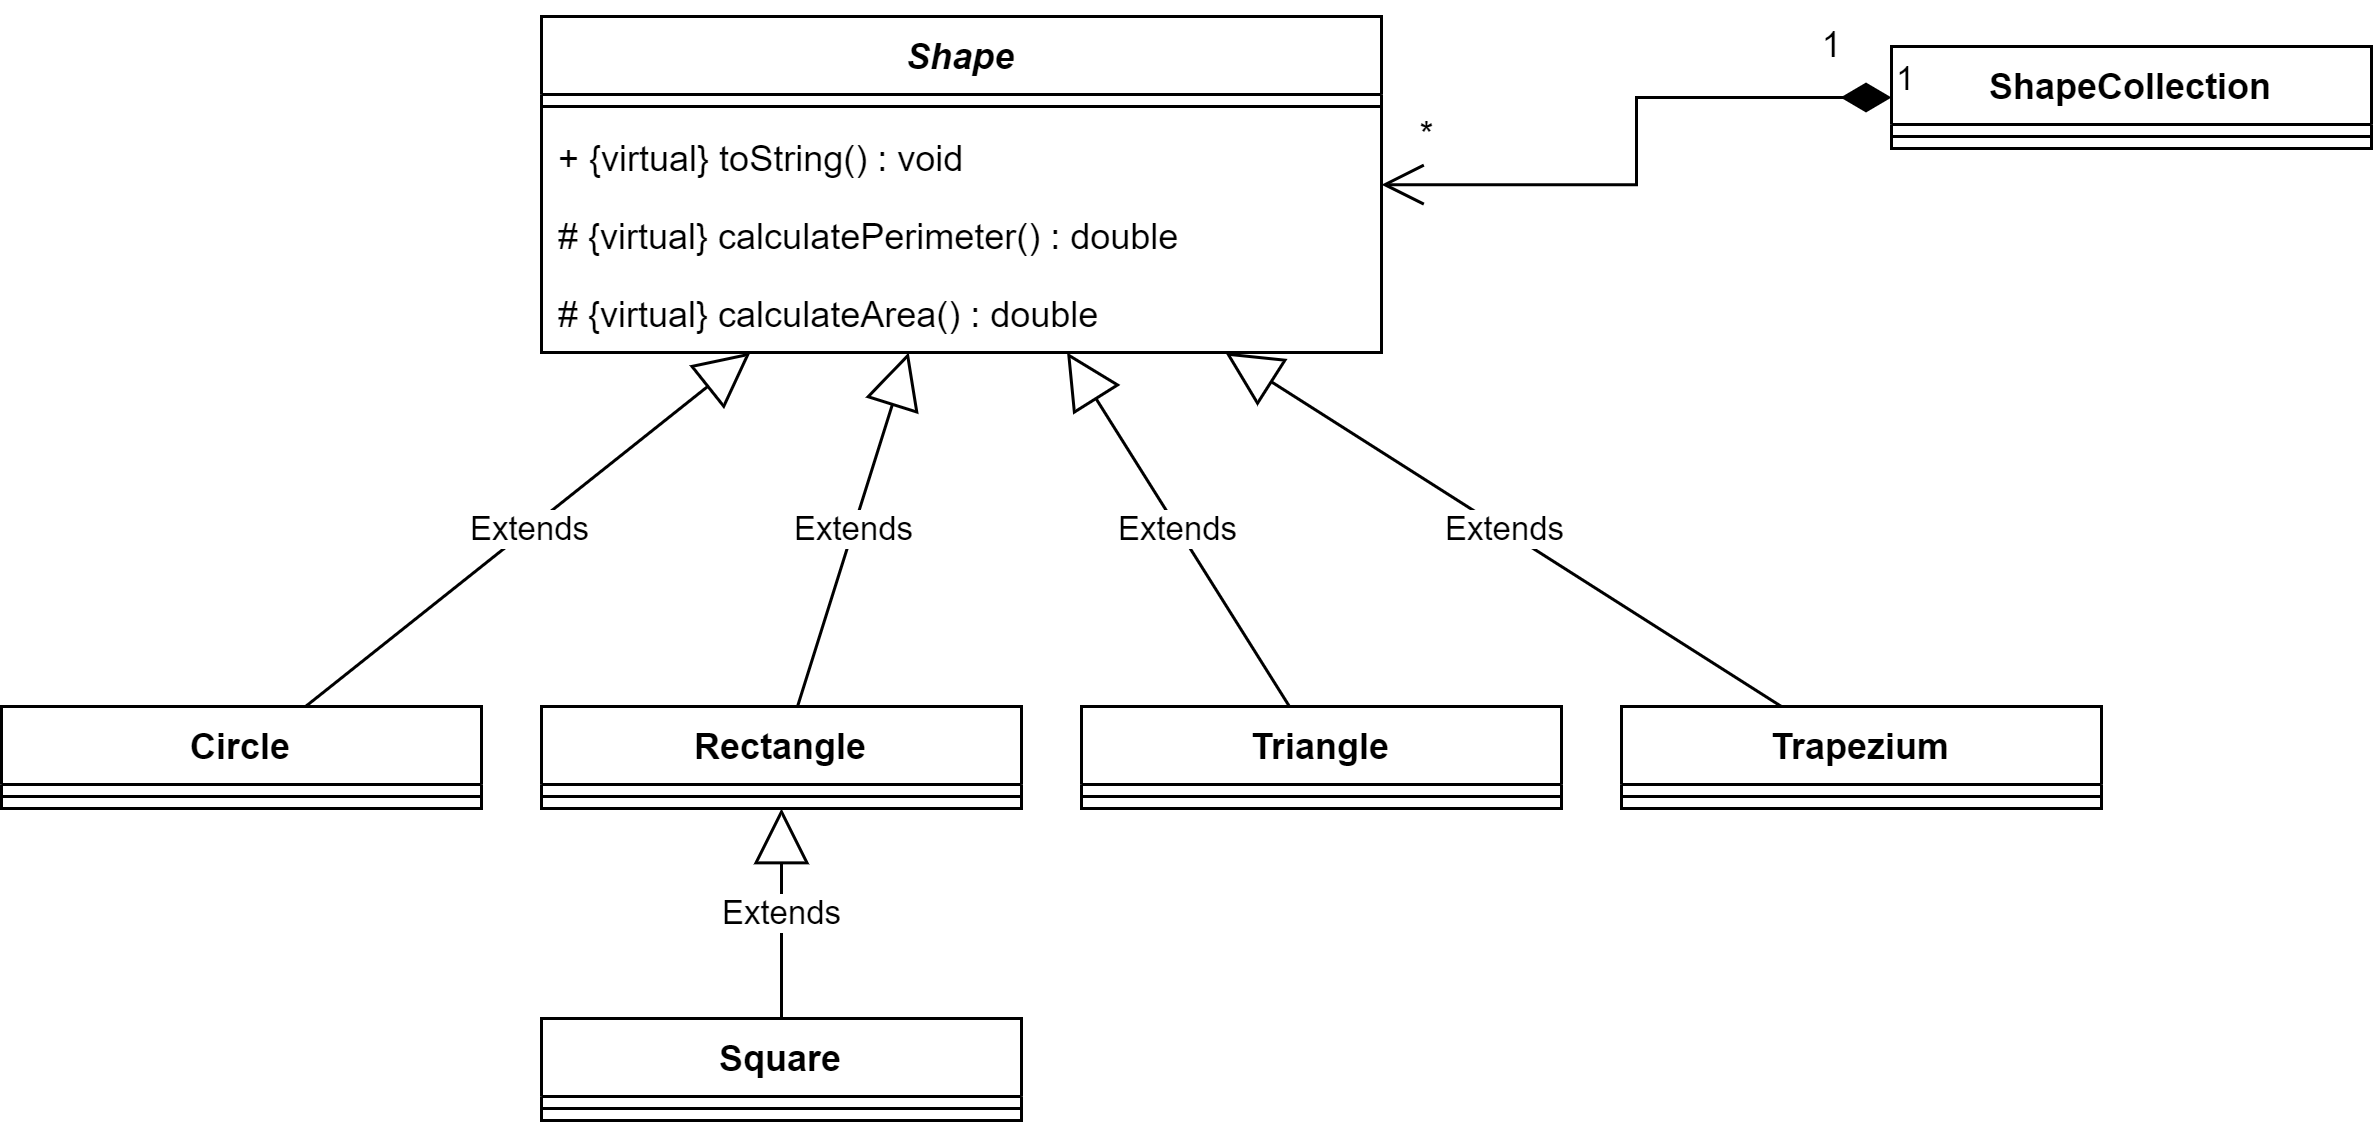 Shape
+ {virtual} toString() : void
# {virtual} calculatePerimeter() : double
# {virtual} calculateArea() : double
1
1
ShapeCollection
*
Extends
Extends
Extends
Extends
Circle
Rectangle
Triangle
Trapezium
Extends
Square